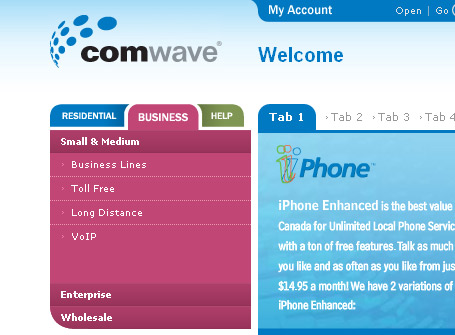 My Account
Open | Go
comwave®
Welcome
RESIDENTIAL BUSINESS HELP
Small & Medium
Business Lines
Toll Free
Long Distance
VoIP
Enterprise
Wholesale
Tab 1 Tab 2 Tab 3 Tab 4
iPhone™
iPhone Enhanced is the best value
Canada for Unlimited Local Phone Servic
with a ton of free features. Talk as much
you like and as often as you like from jus
$14.95 a month! We have 2 variations of
iPhone Enhanced: